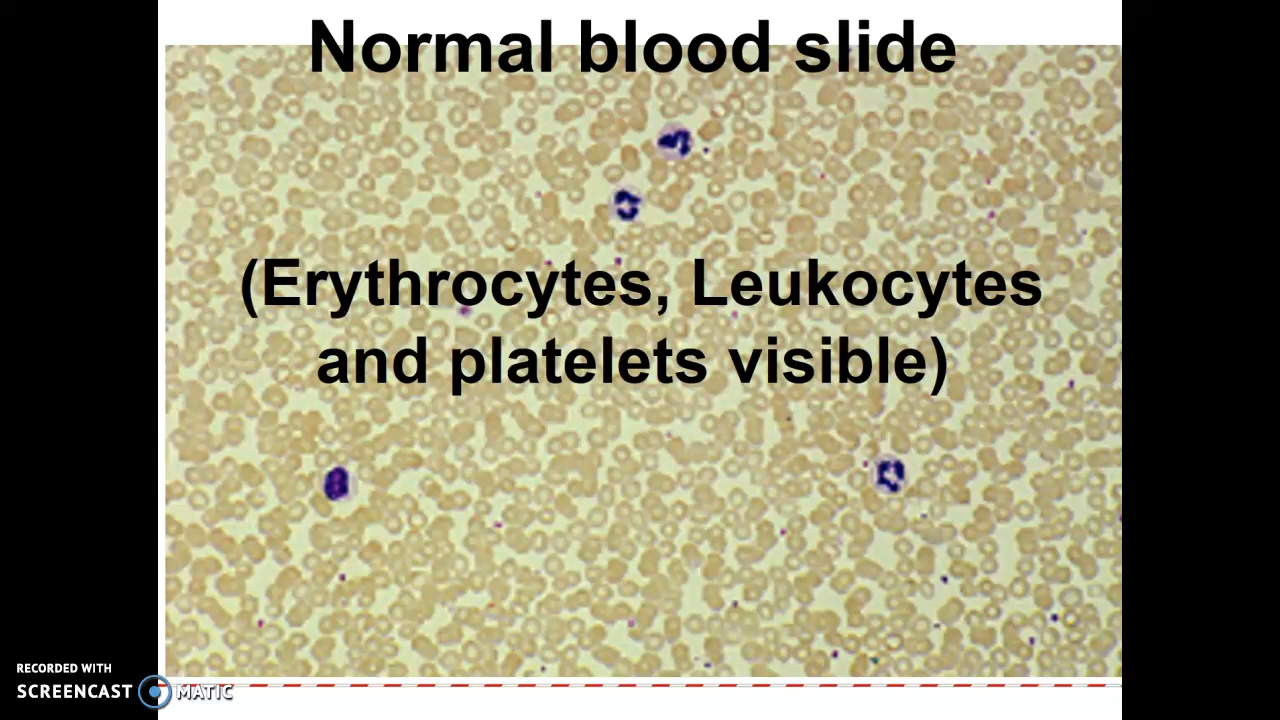 Normal blood slide
(Erythrocytes, Leukocytes
and platelets visible)
RECORDED WITH
SCREENCAST MATIC